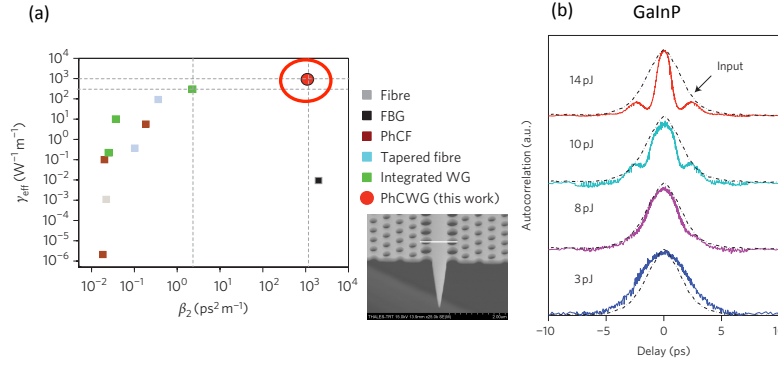 (a)
10⁴
10³
10²
10¹
10⁰
10⁻¹
10⁻²
10⁻³
10⁻⁴
10⁻⁵
10⁻⁶
γeff (W⁻¹ m⁻¹)
10⁻² 10⁻¹ 10⁰ 10¹ 10² 10³ 10⁴
β₂ (ps² m⁻¹)
Fibre
FBG
PhCF
Tapered fibre
Integrated WG
PhCWG (this work)
(b) GaInP
14 pJ
Input
10 pJ
8 pJ
3 pJ
Autocorrelation (a.u.)
−10 −5 0 5 10
Delay (ps)